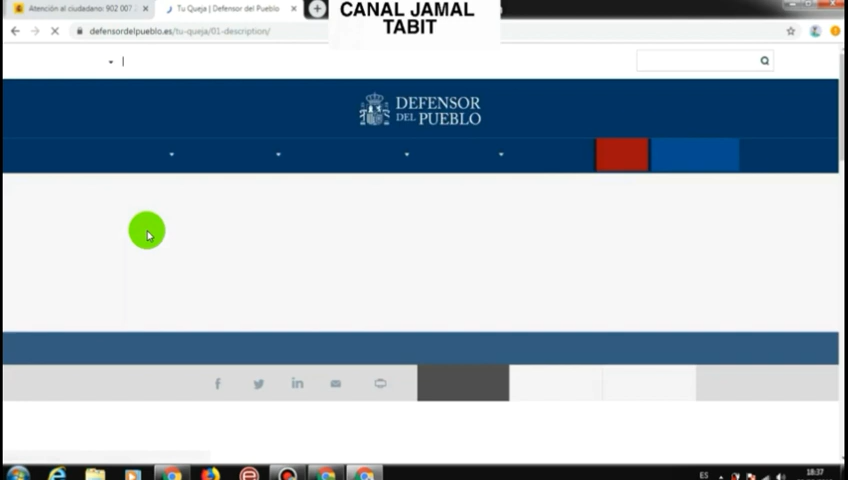 CANAL JAMAL
TABIT
Atención al ciudadano: 902 007
Tu Queja | Defensor del Pueblo
defensordelpueblo.es/tu-queja/01-description/
DEFENSOR
DEL PUEBLO
ES
18:37